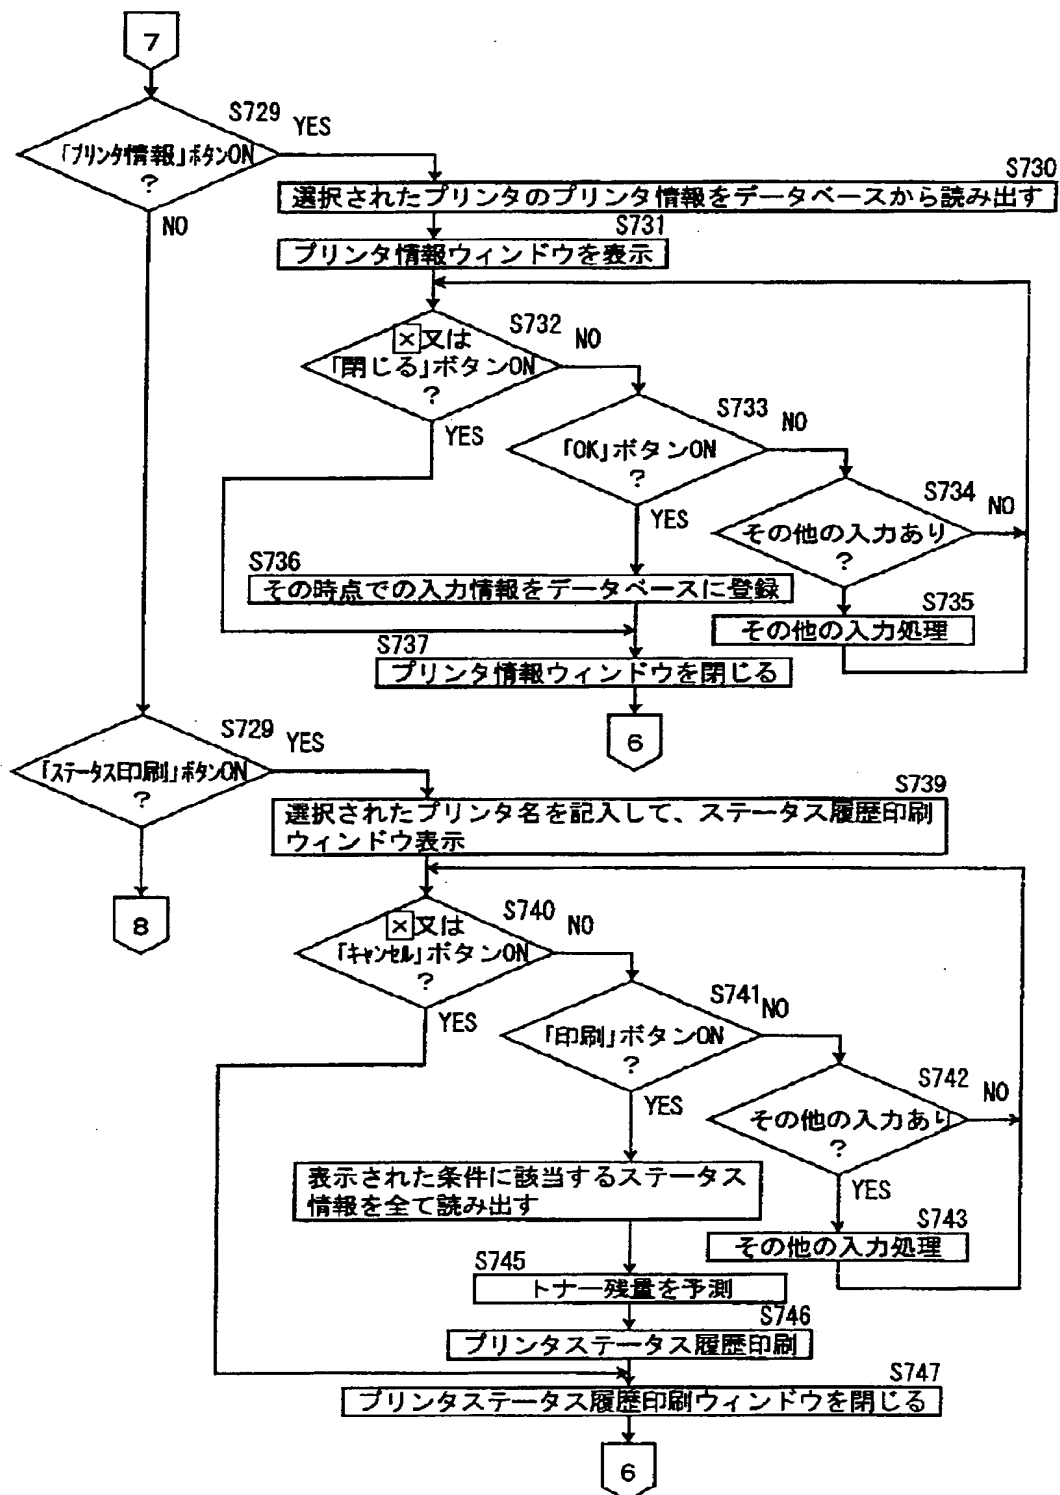 7
S729
YES
「プリンタ情報」ボタンON
?
NO
S730
選択されたプリンタのプリンタ情報をデータベースから読み出す
S731
プリンタ情報ウィンドウを表示
S732
NO
×又は
「閉じる」ボタンON
?
YES
S733
NO
「OK」ボタンON
?
YES
S734
NO
その他の入力あり
?
S735
その他の入力処理
S736
その時点での入力情報をデータベースに登録
S737
プリンタ情報ウィンドウを閉じる
6
S729
YES
「ステータス印刷」ボタンON
?
8
S739
選択されたプリンタ名を記入して、ステータス履歴印刷
ウィンドウ表示
S740
NO
×又は
「キャンセル」ボタンON
?
YES
S741
NO
「印刷」ボタンON
?
YES
S742
NO
その他の入力あり
?
YES
S743
その他の入力処理
表示された条件に該当するステータス
情報を全て読み出す
S745
トナー残量を予測
S746
プリンタステータス履歴印刷
S747
プリンタステータス履歴印刷ウィンドウを閉じる
6